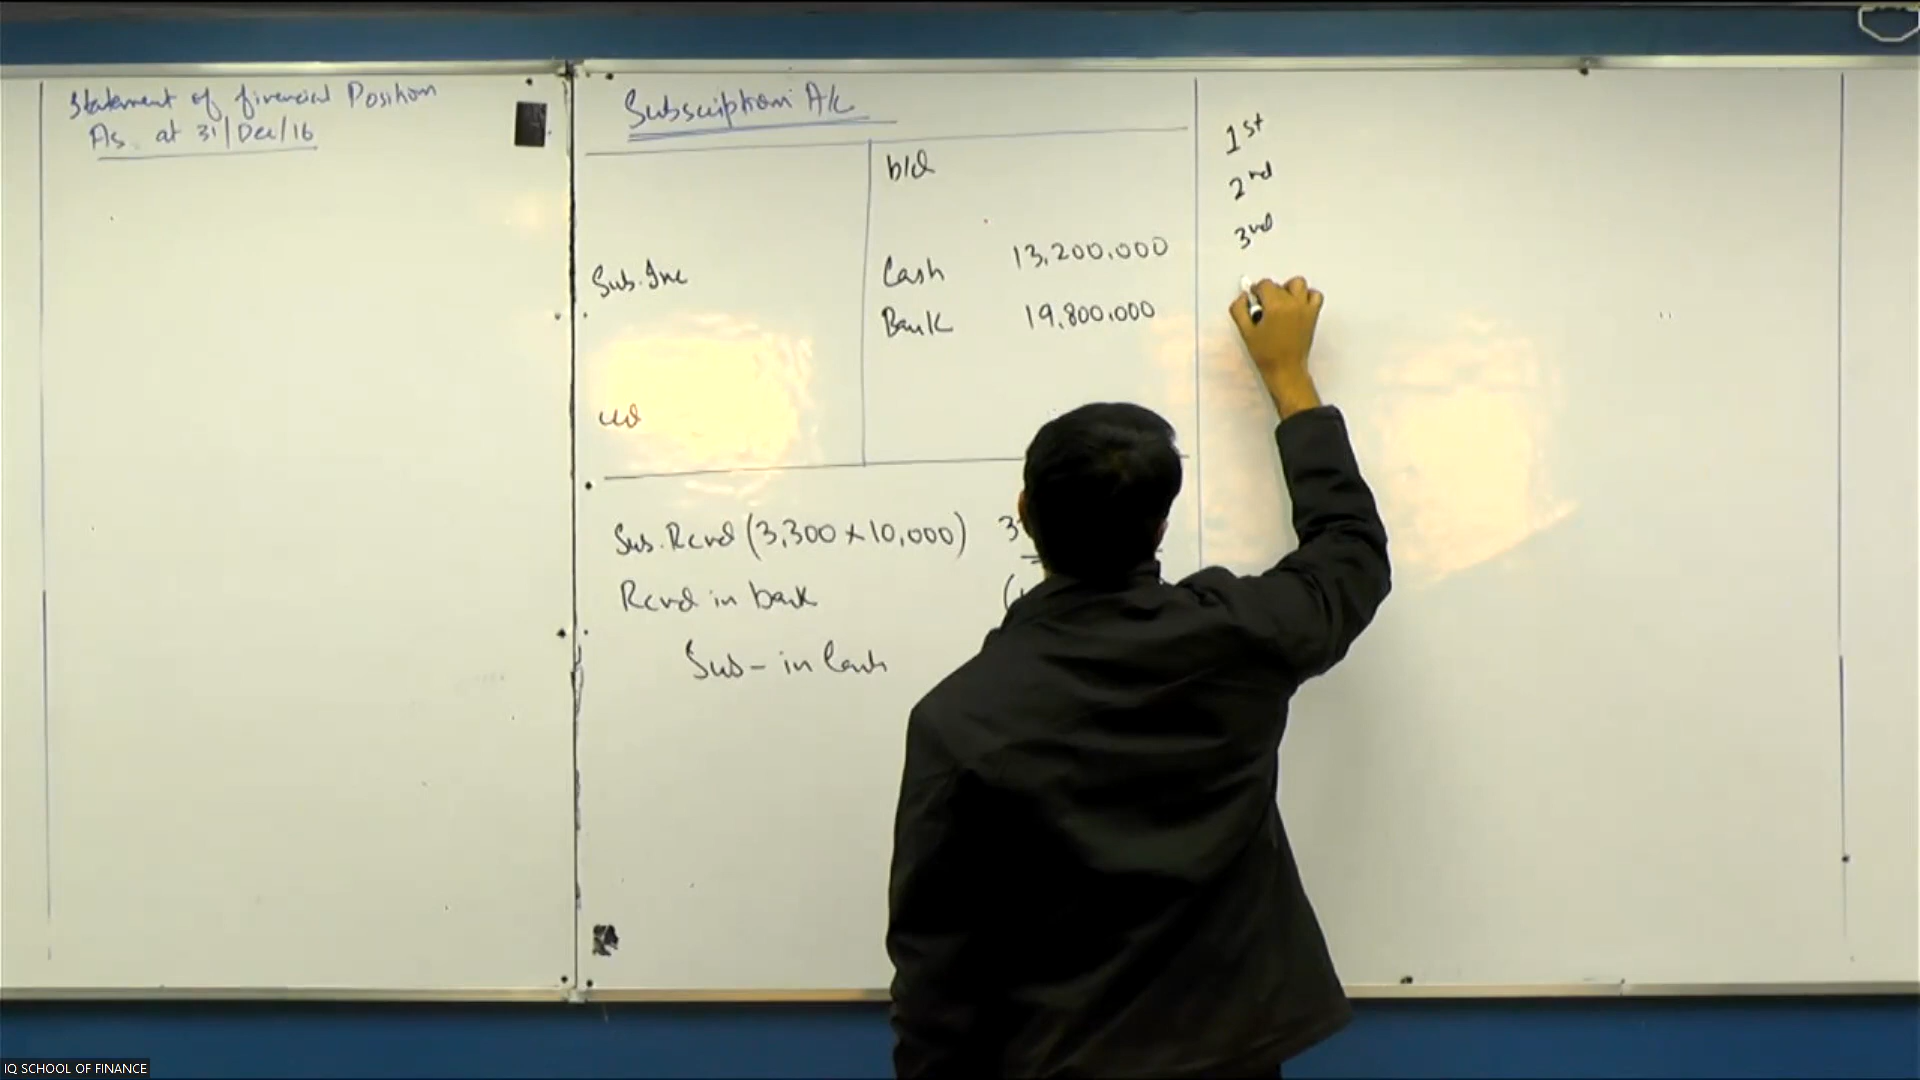 Statement of financial Position
As at 31/Dec/16
Subscription A/c
b/d
Sub.Inc
Cash 13,200,000
Bank 19,800,000
c/d
Sub.Rcvd (3,300 x 10,000) 3
Rcvd in bank (
Sub - in Cash
1st
2nd
3rd
IQ SCHOOL OF FINANCE